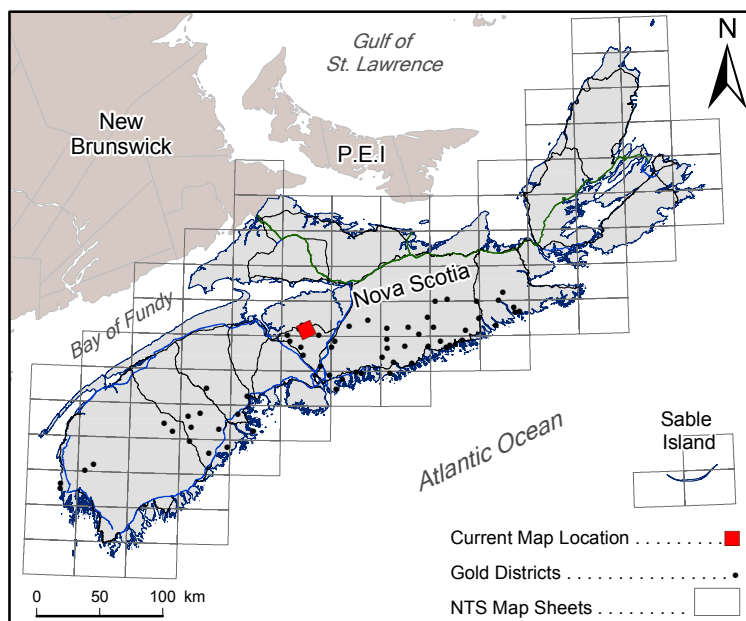 Gulf of
St. Lawrence
N
New
Brunswick
P.E.I
Nova Scotia
Bay of Fundy
Atlantic Ocean
Sable
Island
Current Map Location . . . . . . . . .
Gold Districts . . . . . . . . . . . . . . . . .
NTS Map Sheets . . . . . . . . . . . .
0 50 100 km